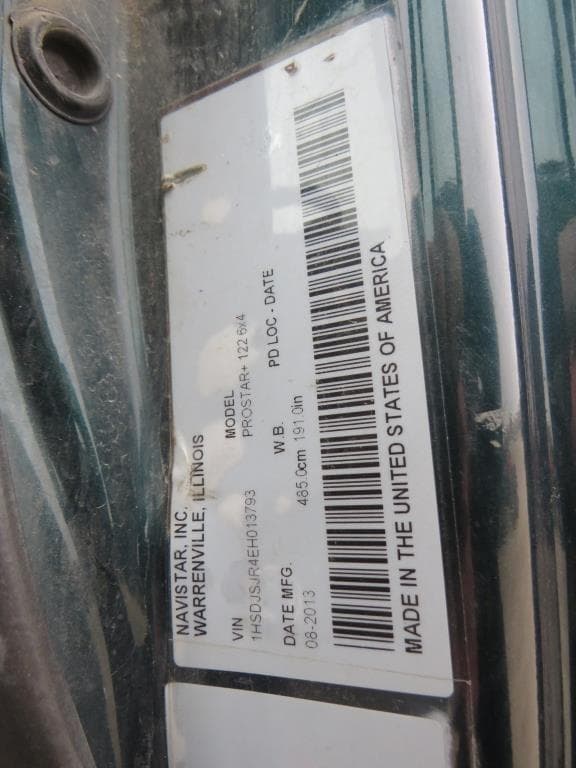 NAVISTAR, INC.
WARRENVILLE, ILLINOIS
VIN MODEL
1HSDJSJR4EH013793 PROSTAR+ 122 6x4
DATE MFG. W.B. PD LOC - DATE
08-2013 485.0cm 191.0in
MADE IN THE UNITED STATES OF AMERICA